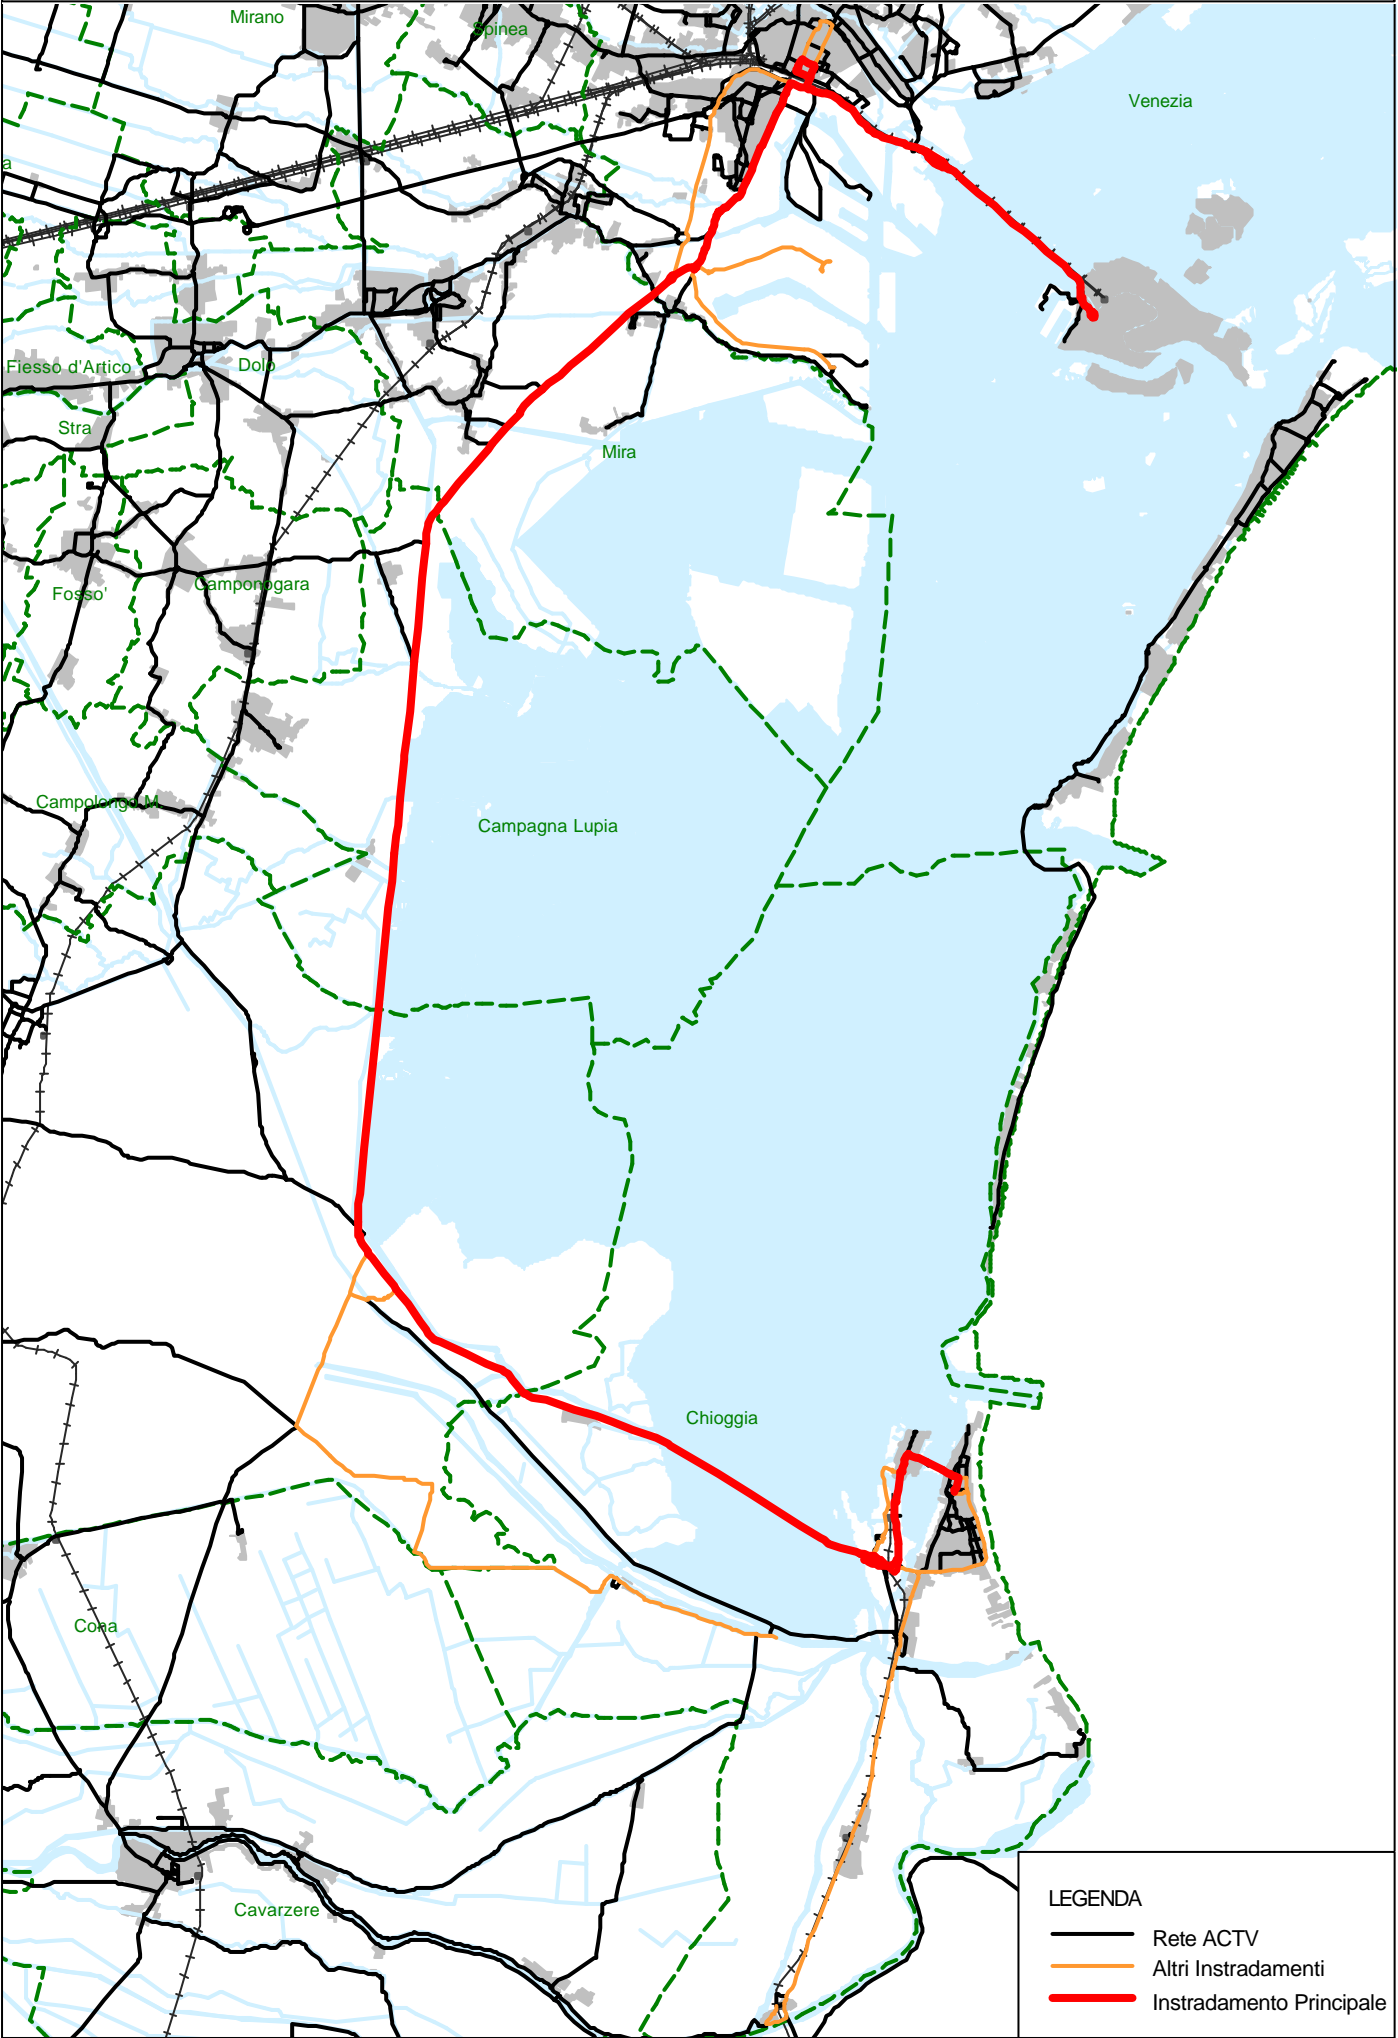 Mirano
Spinea
Venezia
a
Fiesso d'Artico
Dolo
Stra
Mira
Fosso'
Camponogara
Campolongo M
Campagna Lupia
Chioggia
Cona
Cavarzere
LEGENDA
Rete ACTV
Altri Instradamenti
Instradamento Principale